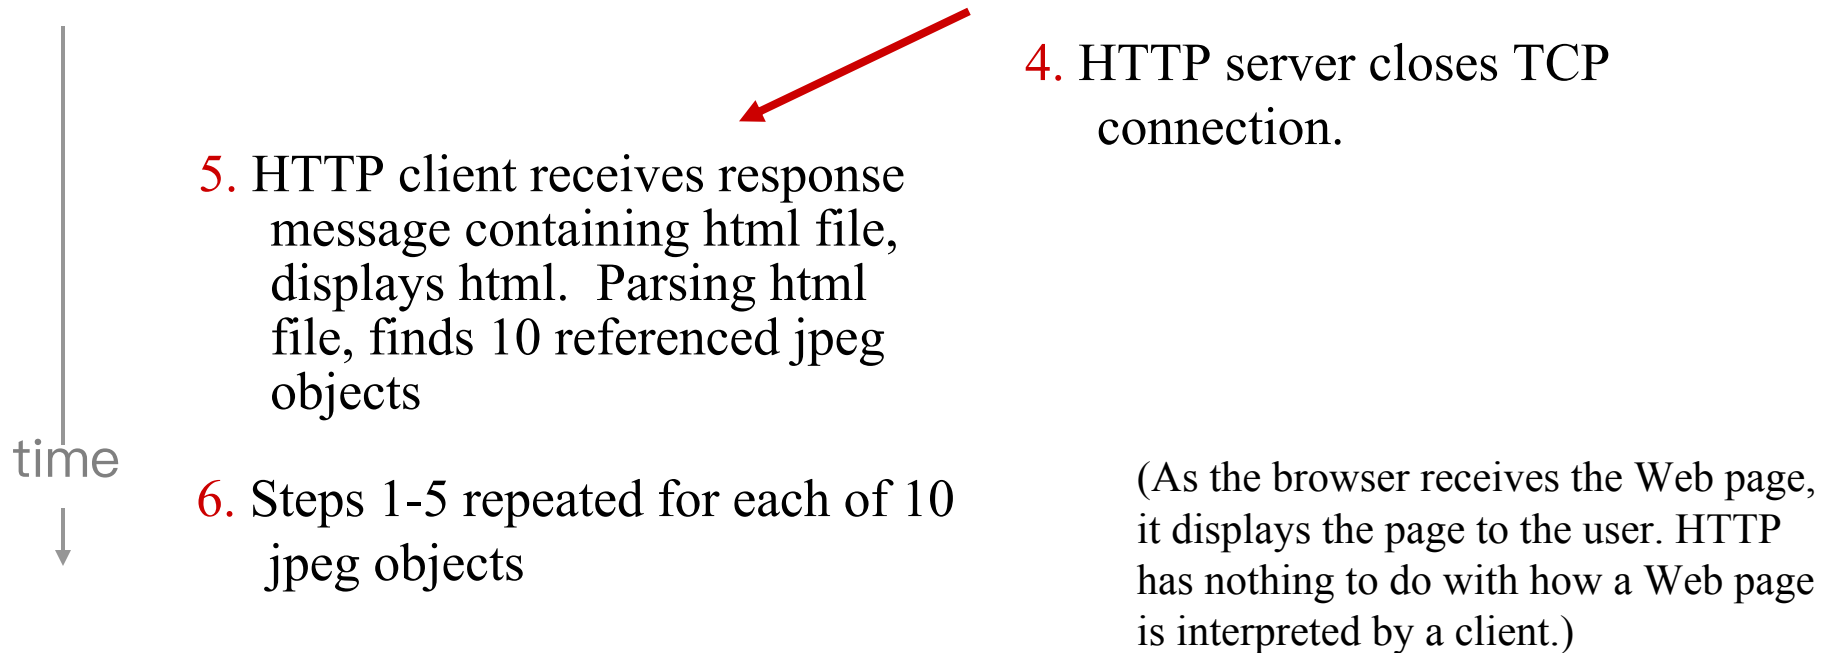 4. HTTP server closes TCP
connection.
5. HTTP client receives response
message containing html file,
displays html.  Parsing html
file, finds 10 referenced jpeg
objects
time
6. Steps 1-5 repeated for each of 10
jpeg objects
(As the browser receives the Web page,
it displays the page to the user. HTTP
has nothing to do with how a Web page
is interpreted by a client.)